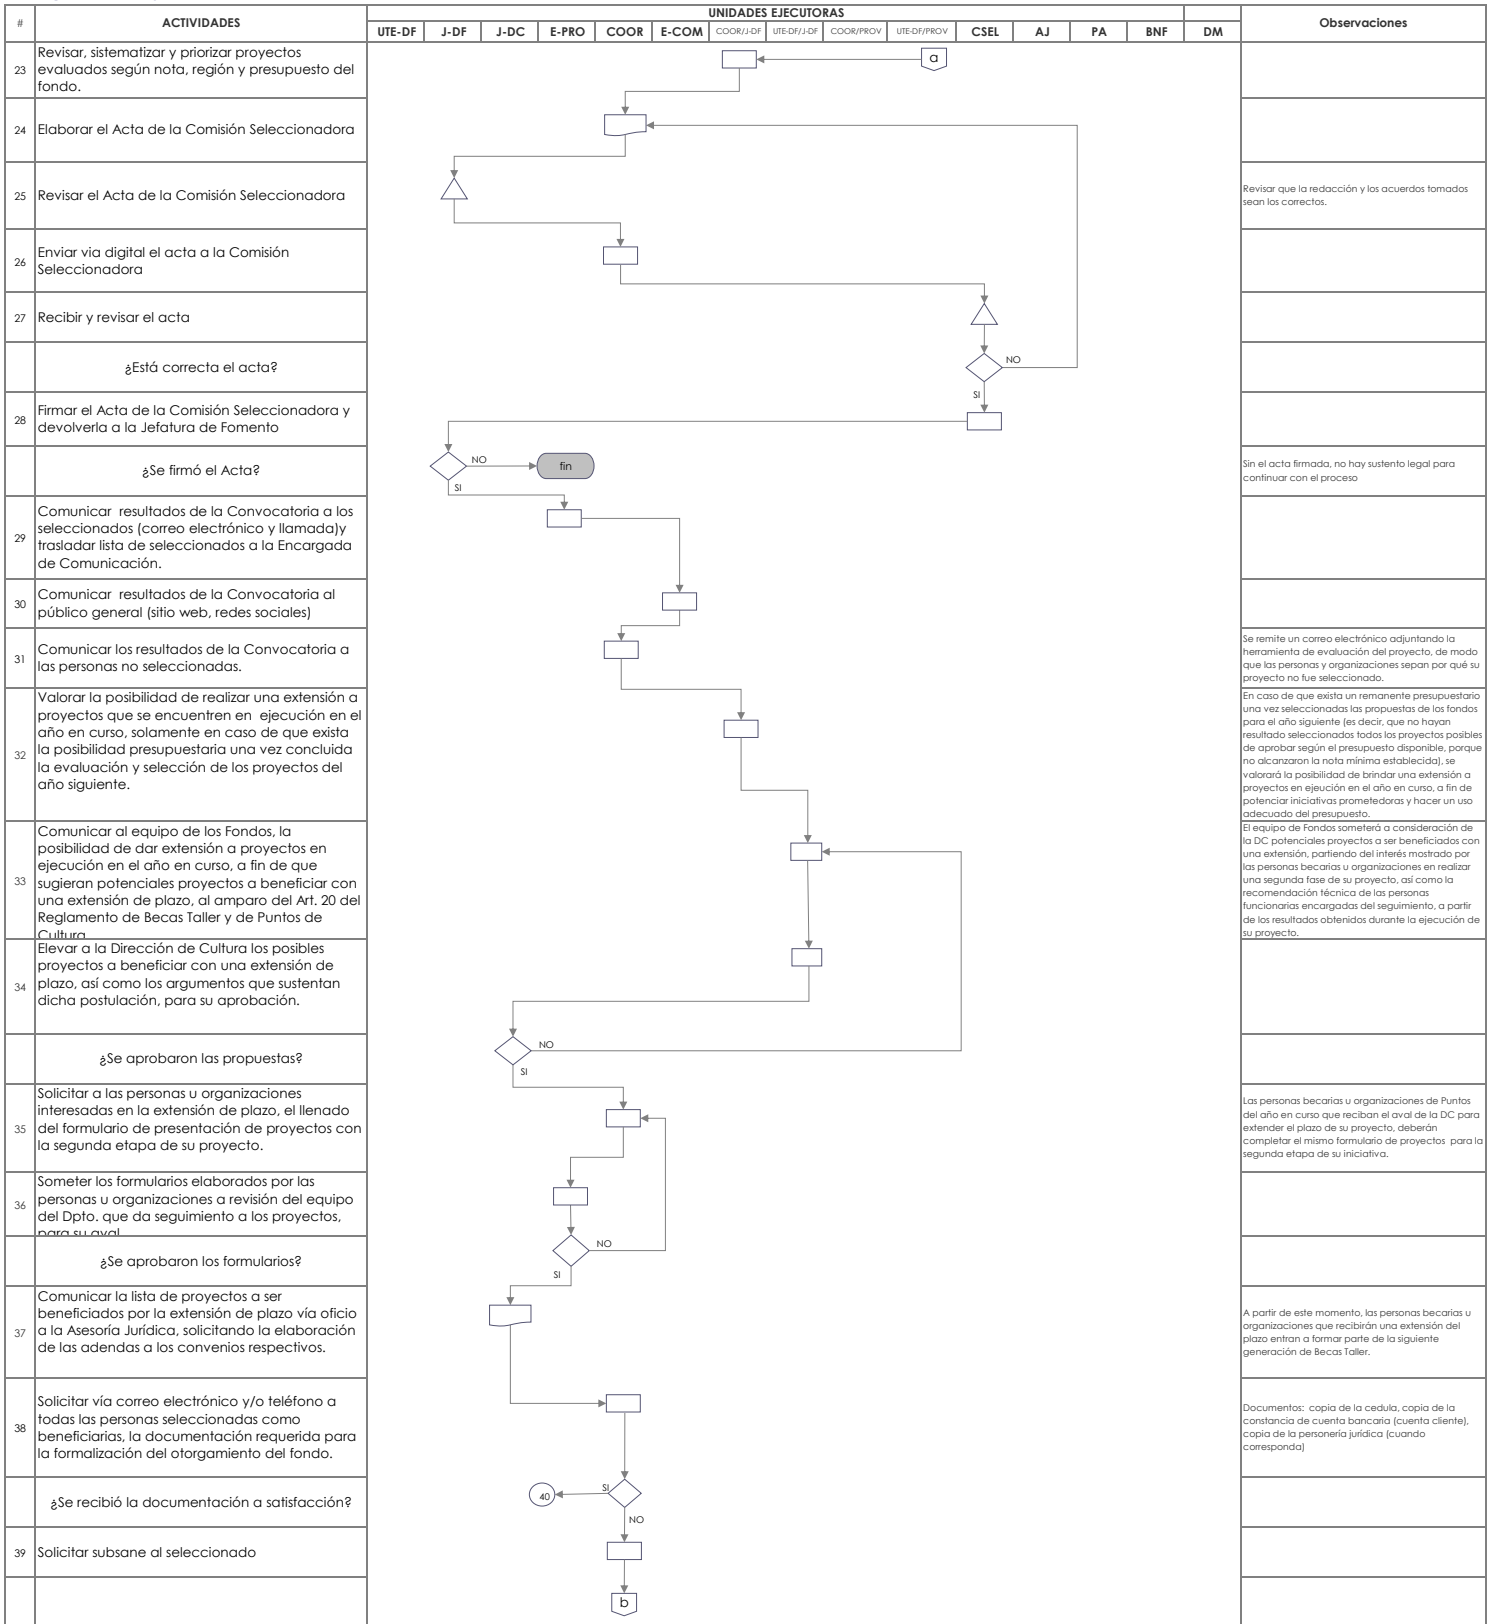 #
ACTIVIDADES
UNIDADES EJECUTORAS
Observaciones
UTE-DF J-DF J-DC E-PRO COOR E-COM COOR/J-DF UTE-DF/J-DF COOR/PROV UTE-DF/PROV CSEL AJ PA BNF DM
23
Revisar, sistematizar y priorizar proyectos
evaluados según nota, región y presupuesto del
fondo.
a
24
Elaborar el Acta de la Comisión Seleccionadora
25
Revisar el Acta de la Comisión Seleccionadora
Revisar que la redacción y los acuerdos tomados
sean los correctos.
26
Enviar via digital el acta a la Comisión
Seleccionadora
27
Recibir y revisar el acta
¿Está correcta el acta?
NO
SI
28
Firmar el Acta de la Comisión Seleccionadora y
devolverla a la Jefatura de Fomento
¿Se firmó el Acta?
NO
fin
SI
Sin el acta firmada, no hay sustento legal para
continuar con el proceso
29
Comunicar resultados de la Convocatoria a los
seleccionados (correo electrónico y llamada)y
trasladar lista de seleccionados a la Encargada
de Comunicación.
30
Comunicar resultados de la Convocatoria al
público general (sitio web, redes sociales)
31
Comunicar los resultados de la Convocatoria a
las personas no seleccionadas.
Se remite un correo electrónico adjuntando la
herramienta de evaluación del proyecto, de modo
que las personas y organizaciones sepan por qué su
proyecto no fue seleccionado.
32
Valorar la posibilidad de realizar una extensión a
proyectos que se encuentren en ejecución en el
año en curso, solamente en caso de que exista
la posibilidad presupuestaria una vez concluida
la evaluación y selección de los proyectos del
año siguiente.
En caso de que exista un remanente presupuestario
una vez seleccionadas las propuestas de los fondos
para el año siguiente (es decir, que no hayan
resultado seleccionados todos los proyectos posibles
de aprobar según el presupuesto disponible, porque
no alcanzaron la nota mínima establecida), se
valorará la posibilidad de brindar una extensión a
proyectos en ejeución en el año en curso, a fin de
potenciar iniciativas prometedoras y hacer un uso
adecuado del presupuesto.
33
Comunicar al equipo de los Fondos, la
posibilidad de dar extensión a proyectos en
ejecución en el año en curso, a fin de que
sugieran potenciales proyectos a beneficiar con
una extensión de plazo, al amparo del Art. 20 del
Reglamento de Becas Taller y de Puntos de
Cultura
El equipo de Fondos someterá a consideración de
la DC potenciales proyectos a ser beneficiados con
una extensión, partiendo del interés mostrado por
las personas becarias u organizaciones en realizar
una segunda fase de su proyecto, así como la
recomendación técnica de las personas
funcionarias encargadas del seguimiento, a partir
de los resultados obtenidos durante la ejecución de
su proyecto.
34
Elevar a la Dirección de Cultura los posibles
proyectos a beneficiar con una extensión de
plazo, así como los argumentos que sustentan
dicha postulación, para su aprobación.
¿Se aprobaron las propuestas?
NO
SI
35
Solicitar a las personas u organizaciones
interesadas en la extensión de plazo, el llenado
del formulario de presentación de proyectos con
la segunda etapa de su proyecto.
Las personas becarias u organizaciones de Puntos
del año en curso que reciban el aval de la DC para
extender el plazo de su proyecto, deberán
completar el mismo formulario de proyectos para la
segunda etapa de su iniciativa.
36
Someter los formularios elaborados por las
personas u organizaciones a revisión del equipo
del Dpto. que da seguimiento a los proyectos,
para su aval
¿Se aprobaron los formularios?
NO
SI
37
Comunicar la lista de proyectos a ser
beneficiados por la extensión de plazo vía oficio
a la Asesoría Jurídica, solicitando la elaboración
de las adendas a los convenios respectivos.
A partir de este momento, las personas becarias u
organizaciones que recibirán una extensión del
plazo entran a formar parte de la siguiente
generación de Becas Taller.
38
Solicitar vía correo electrónico y/o teléfono a
todas las personas seleccionadas como
beneficiarias, la documentación requerida para
la formalización del otorgamiento del fondo.
Documentos: copia de la cedula, copia de la
constancia de cuenta bancaria (cuenta cliente),
copia de la personería jurídica (cuando
corresponda)
¿Se recibió la documentación a satisfacción?
40
SI
NO
39
Solicitar subsane al seleccionado
b